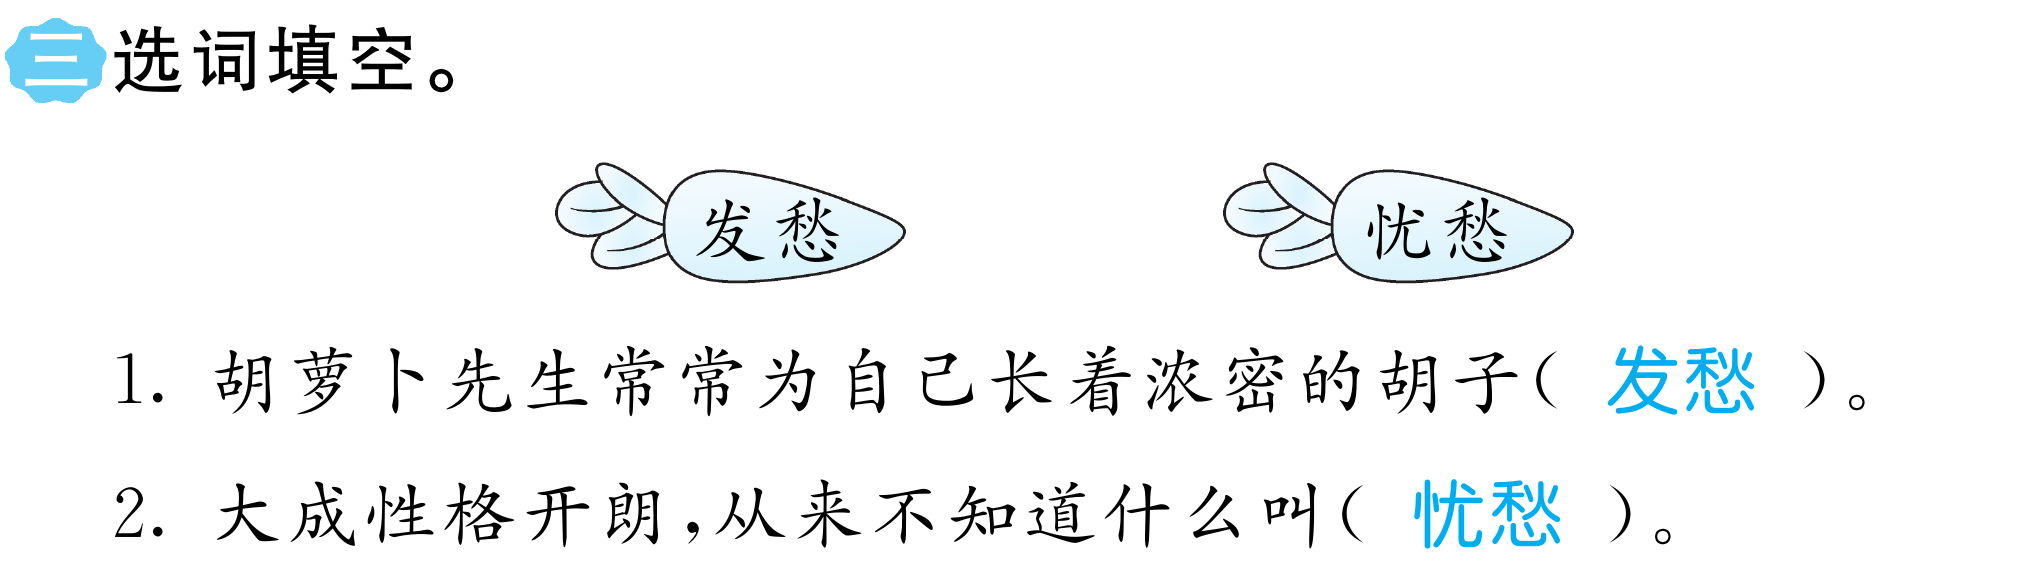 三 选词填空。
发愁 忧愁
1. 胡萝卜先生常常为自己长着浓密的胡子( 发愁 )。
2. 大成性格开朗,从来不知道什么叫( 忧愁 )。